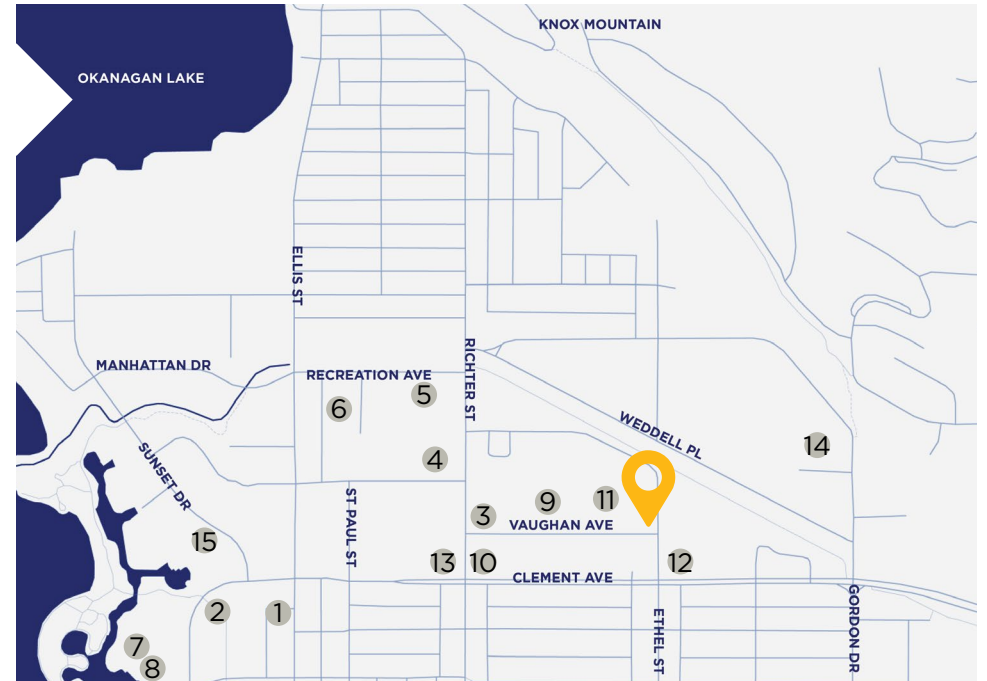 KNOX MOUNTAIN
OKANAGAN LAKE
ELLIS ST
RICHTER ST
MANHATTAN DR
RECREATION AVE
5
6
WEDDELL PL
14
4
SUNSET DR
ST PAUL ST
9
11
3
VAUGHAN AVE
15
13
10
12
CLEMENT AVE
GORDON DR
2
1
ETHEL ST
7
8